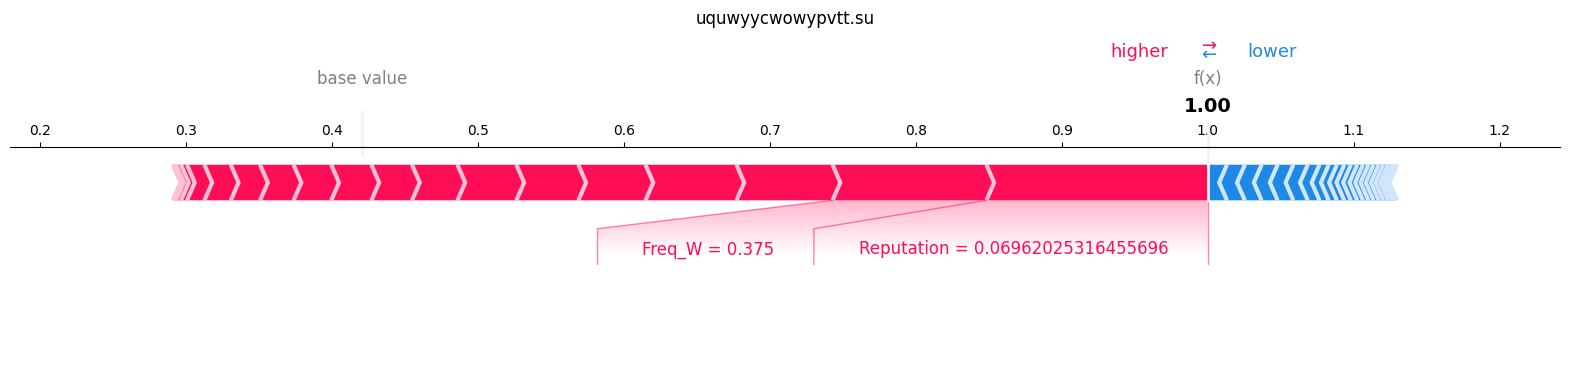 uquwyycwowypvtt.su
higher → ← lower
base value
f(x)
1.00
0.2 0.3 0.4 0.5 0.6 0.7 0.8 0.9 1.0 1.1 1.2
Freq_W = 0.375
Reputation = 0.06962025316455696